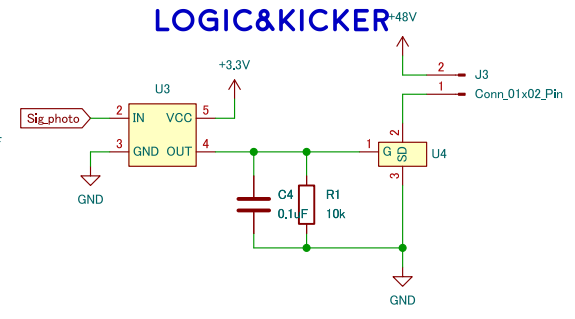 LOGIC&KICKER
+48V
+3.3V
2 J3
1 Conn_01x02_Pin
U3
Sig_photo 2 IN VCC 5
3 GND OUT 4
GND
1 G SD 2 3 U4
C4 R1
0.1uF 10k
GND